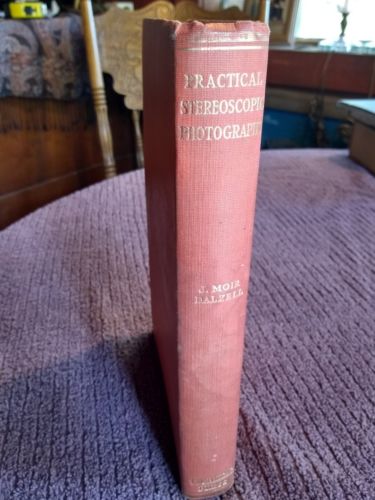 PRACTICAL
STEREOSCOPIC
PHOTOGRAPHY
J. MOIR
DALZELL